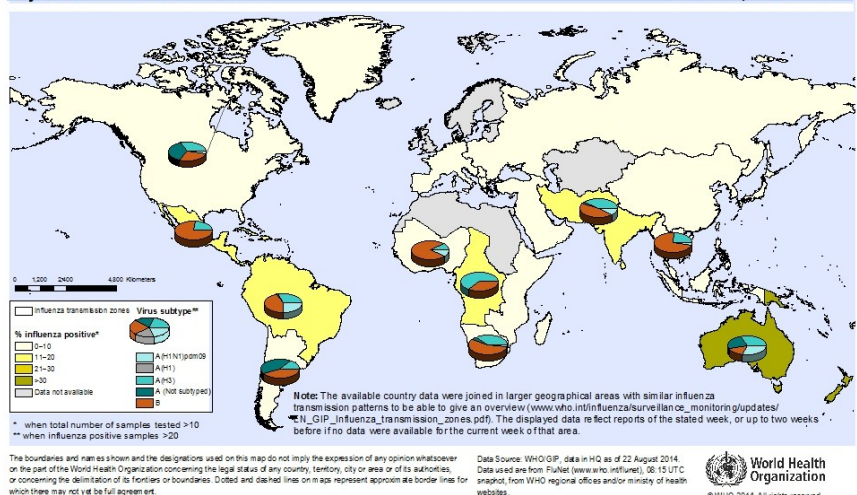 0 1,200 2,400 4,800 Kilometers
Influenza transmission zones
Virus subtype**
% influenza positive*
0-10
11-20
21-30
>30
Data not available
A(H1N1)pdm09
A(H1)
A(H3)
A (Not subtyped)
B
* when total number of samples tested >10
** when influenza positive samples >20
Note: The available country data were joined in larger geographical areas with similar influenza
transmission patterns to be able to give an overview (www.who.int/influenza/surveillance_monitoring/updates/
EN_GIP_Influenza_transmission_zones.pdf). The displayed data reflect reports of the stated week, or up to two weeks
before if no data were available for the current week of that area.
The boundaries and names shown and the designations used on this map do not imply the expression of any opinion whatsoever
on the part of the World Health Organization concerning the legal status of any country, territory, city or area or of its authorities,
or concerning the delimitation of its frontiers or boundaries. Dotted and dashed lines on maps represent approximate border lines for
which there may not yet be full agreement.
Data Source: WHO/GIP, data in HQ as of 22 August 2014.
Data used are from FluNet (www.who.int/flunet), 08:15 UTC
snaphot, from WHO regional offices and/or ministry of health
websites.
World Health
Organization
© WHO 2014. All rights reserved